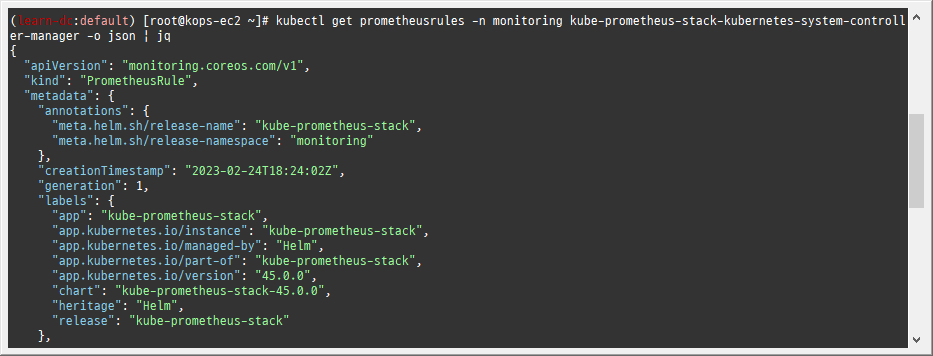 (learn-dt:default) [root@kops-ec2 ~]# kubectl get prometheusrules -n monitoring kube-prometheus-stack-kubernetes-system-controll
er-manager -o json | jq
{
  "apiVersion": "monitoring.coreos.com/v1",
  "kind": "PrometheusRule",
  "metadata": {
    "annotations": {
      "meta.helm.sh/release-name": "kube-prometheus-stack",
      "meta.helm.sh/release-namespace": "monitoring"
    },
    "creationTimestamp": "2023-02-24T18:24:02Z",
    "generation": 1,
    "labels": {
      "app": "kube-prometheus-stack",
      "app.kubernetes.io/instance": "kube-prometheus-stack",
      "app.kubernetes.io/managed-by": "Helm",
      "app.kubernetes.io/part-of": "kube-prometheus-stack",
      "app.kubernetes.io/version": "45.0.0",
      "chart": "kube-prometheus-stack-45.0.0",
      "heritage": "Helm",
      "release": "kube-prometheus-stack"
    },